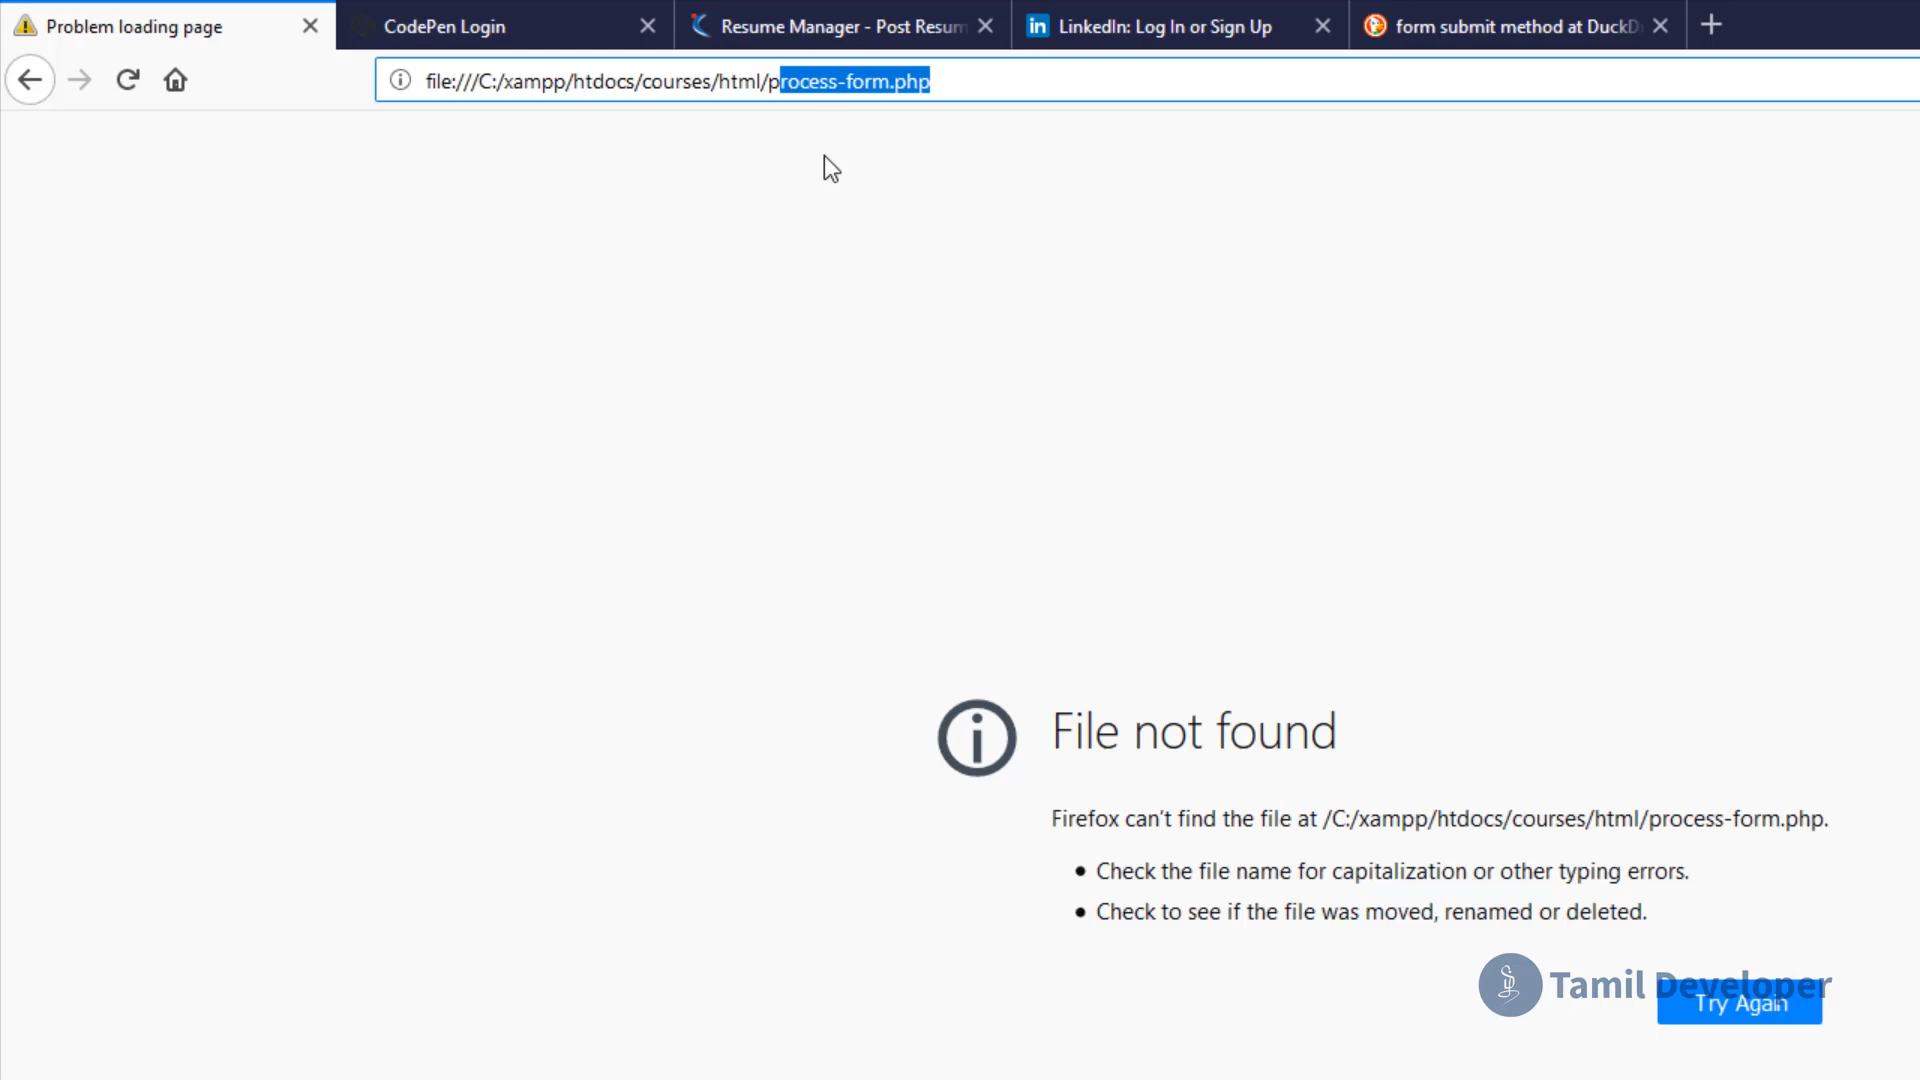 Problem loading page
CodePen Login
Resume Manager - Post Resum
LinkedIn: Log In or Sign Up
form submit method at DuckD
file:///C:/xampp/htdocs/courses/html/process-form.php
File not found
Firefox can't find the file at /C:/xampp/htdocs/courses/html/process-form.php.
• Check the file name for capitalization or other typing errors.
• Check to see if the file was moved, renamed or deleted.
Tamil Developer
Try Again